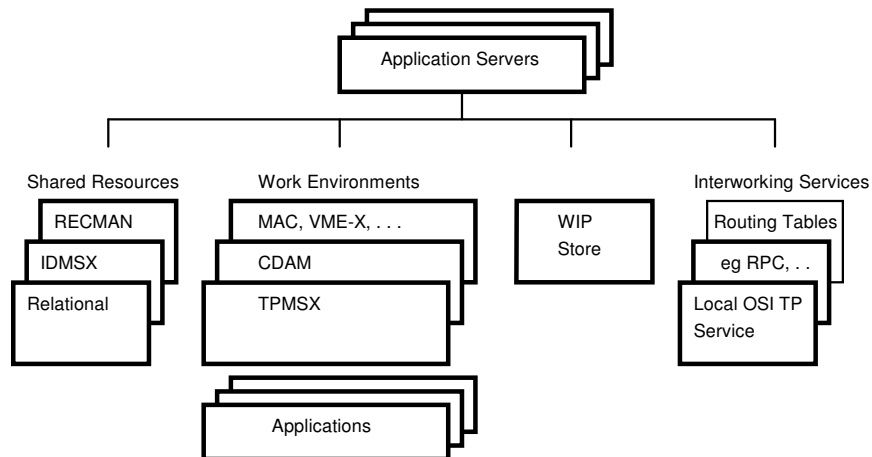 Application Servers
Shared Resources
Work Environments
Interworking Services
RECMAN
IDMSX
Relational
MAC, VME-X, . . .
CDAM
TPMSX
Applications
WIP
Store
Routing Tables
eg RPC, . .
Local OSI TP
Service